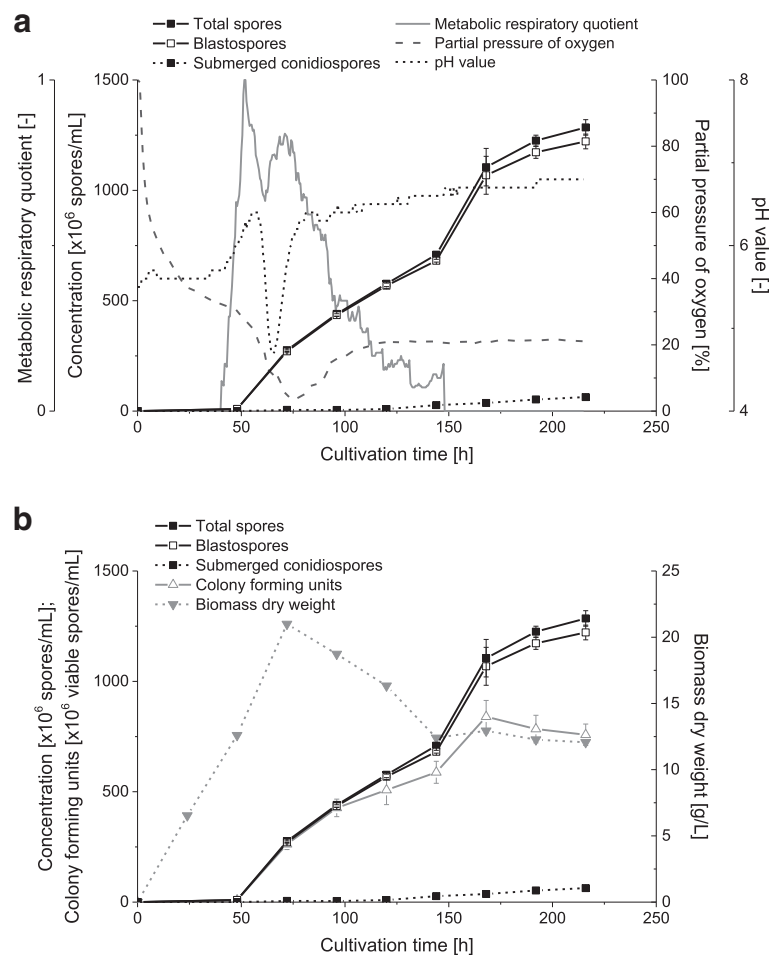 a
Total spores
Blastospores
Submerged conidiospores
Metabolic respiratory quotient
Partial pressure of oxygen
pH value
Metabolic respiratory quotient [-]
1
0
Concentration [x10⁶ spores/mL]
1500
1000
500
0
0 50 100 150 200 250
Cultivation time [h]
100
80
60
40
20
0
Partial pressure of oxygen [%]
8
6
4
pH value [-]
b
Total spores
Blastospores
Submerged conidiospores
Colony forming units
Biomass dry weight
Concentration [x10⁶ spores/mL];
Colony forming units [x10⁶ viable spores/mL]
1500
1000
500
0
0 50 100 150 200 250
Cultivation time [h]
25
20
15
10
5
0
Biomass dry weight [g/L]